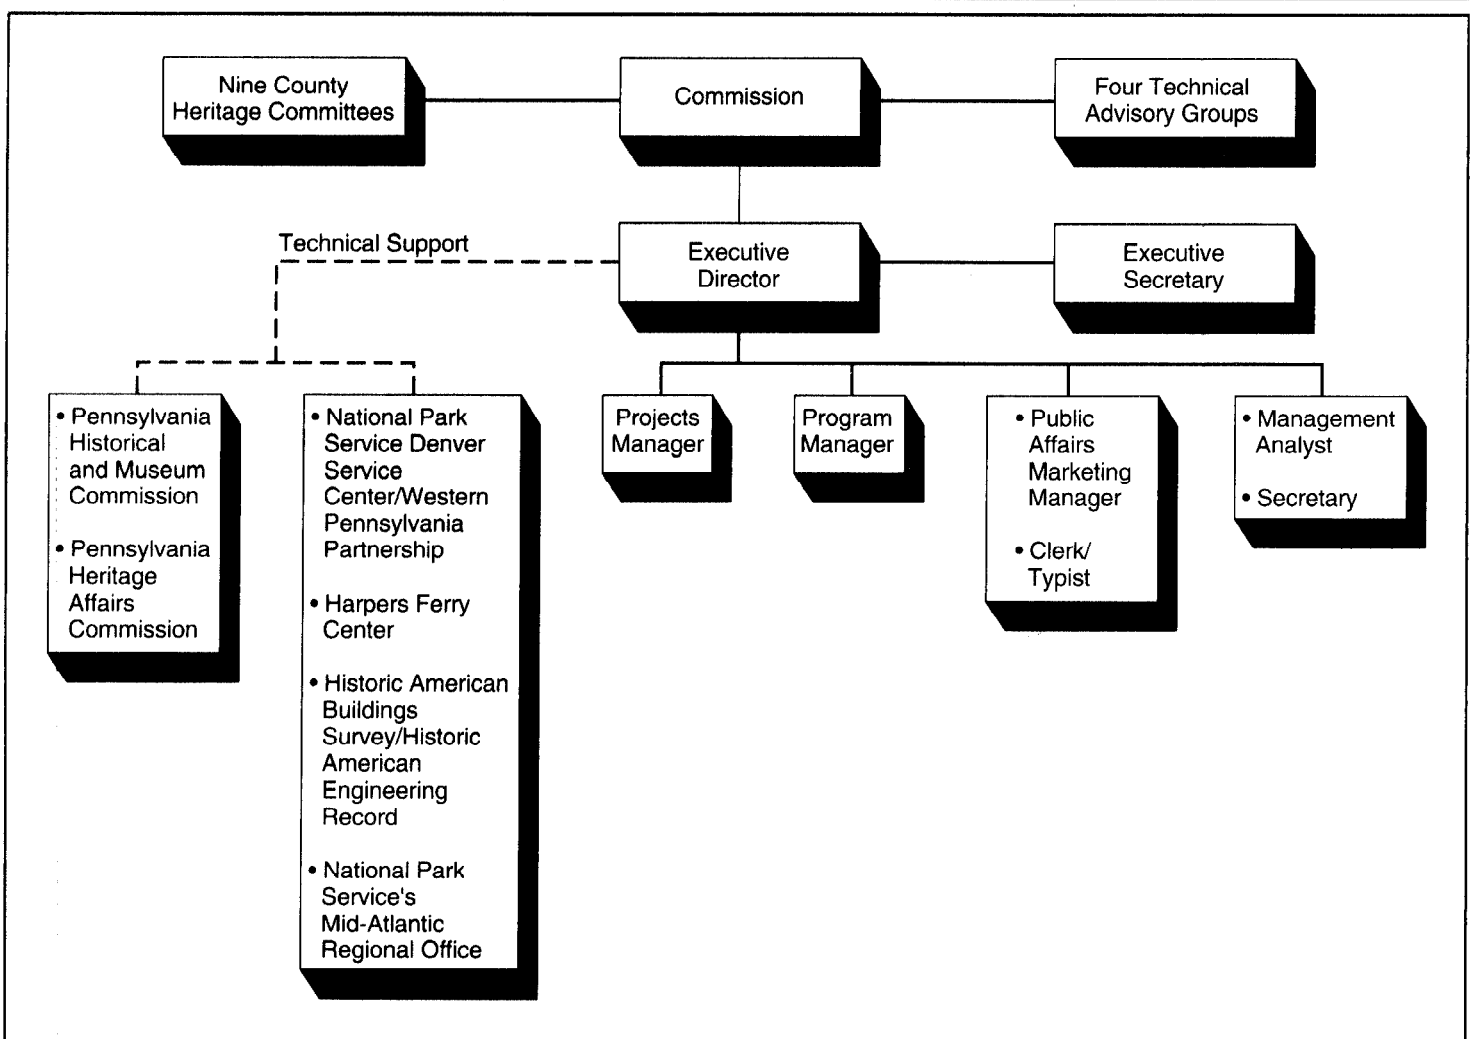 Nine County
Heritage Committees
Commission
Four Technical
Advisory Groups
Technical Support
Executive
Director
Executive
Secretary
• Pennsylvania
Historical
and Museum
Commission
• Pennsylvania
Heritage
Affairs
Commission
• National Park
Service Denver
Service
Center/Western
Pennsylvania
Partnership
• Harpers Ferry
Center
• Historic American
Buildings
Survey/Historic
American
Engineering
Record
• National Park
Service's
Mid-Atlantic
Regional Office
Projects
Manager
Program
Manager
• Public
Affairs
Marketing
Manager
• Clerk/
Typist
• Management
Analyst
• Secretary